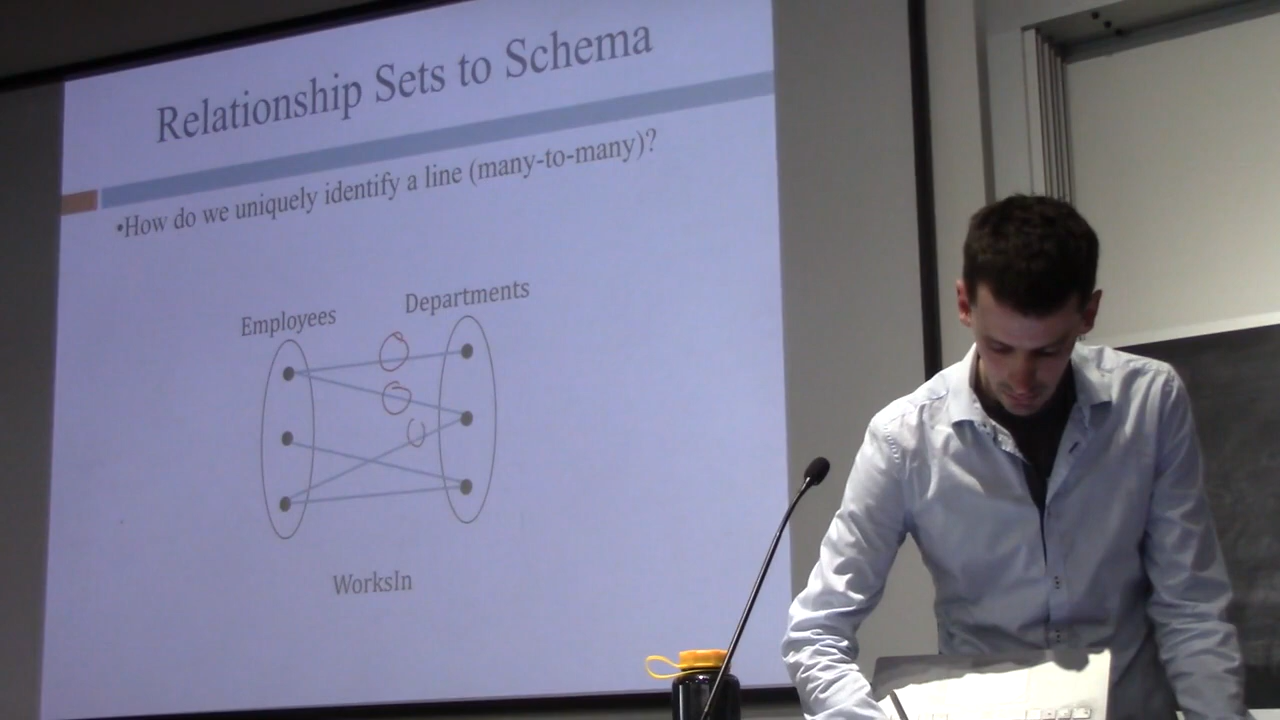 Relationship Sets to Schema
•How do we uniquely identify a line (many-to-many)?
Employees
Departments
WorksIn